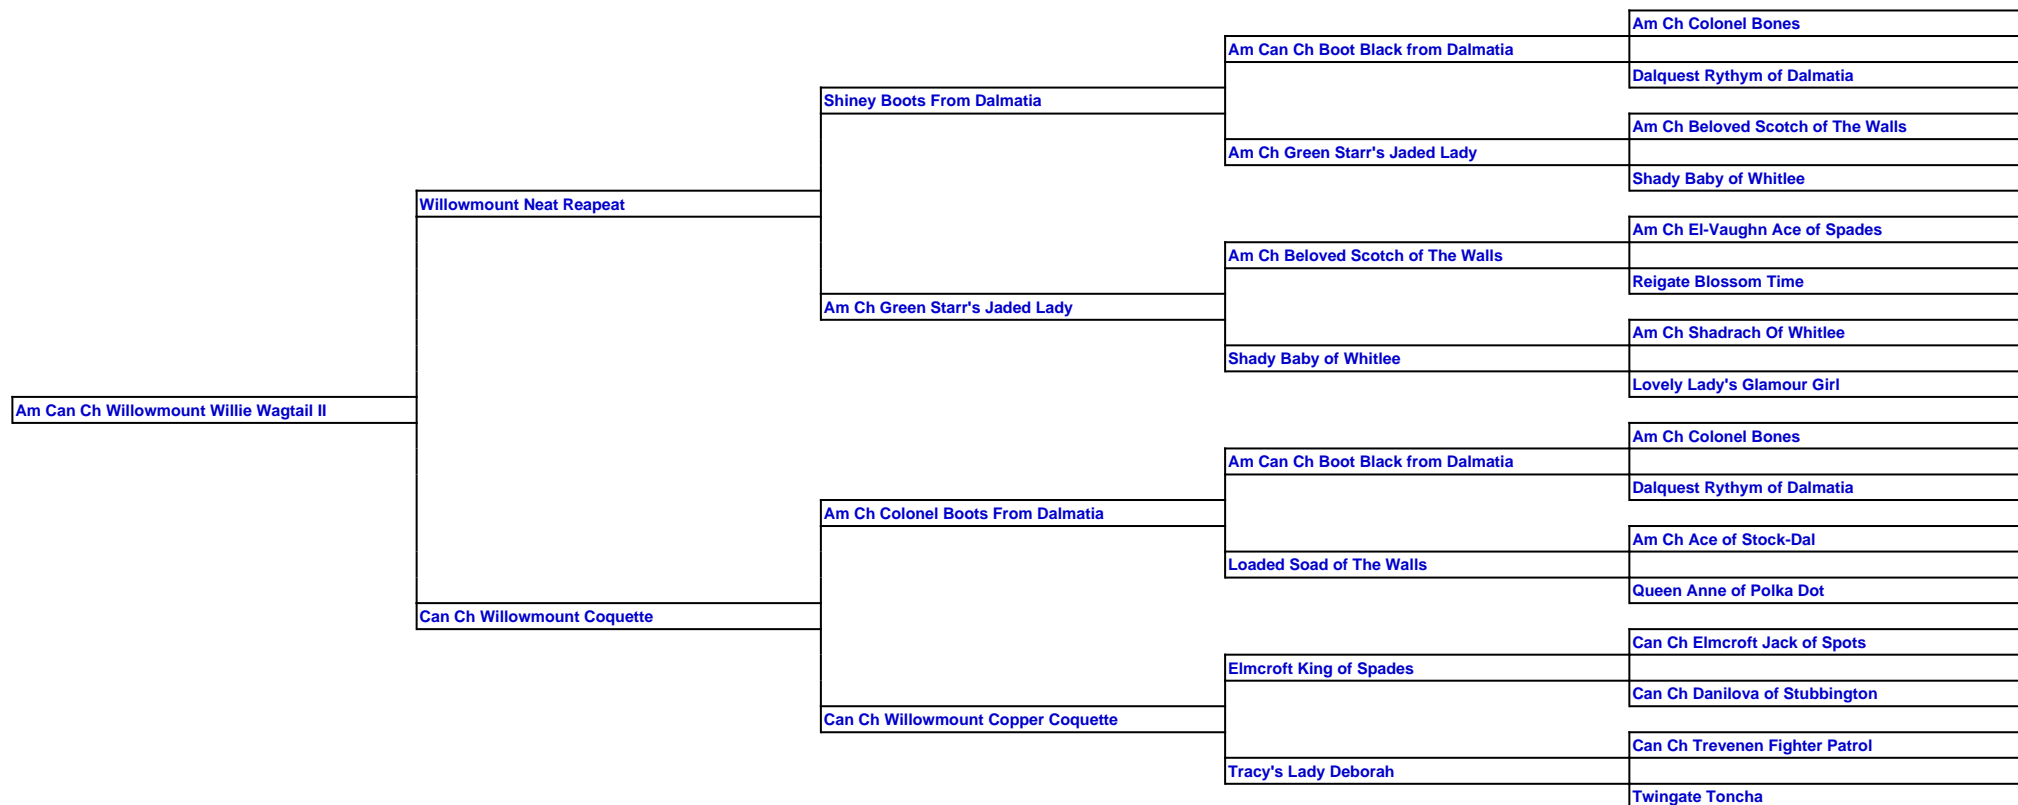 Am Ch Colonel Bones
Am Can Ch Boot Black from Dalmatia
Dalquest Rythym of Dalmatia
Shiney Boots From Dalmatia
Am Ch Beloved Scotch of The Walls
Am Ch Green Starr's Jaded Lady
Shady Baby of Whitlee
Willowmount Neat Reapeat
Am Ch El-Vaughn Ace of Spades
Am Ch Beloved Scotch of The Walls
Reigate Blossom Time
Am Ch Green Starr's Jaded Lady
Am Ch Shadrach Of Whitlee
Shady Baby of Whitlee
Lovely Lady's Glamour Girl
Am Can Ch Willowmount Willie Wagtail II
Am Ch Colonel Bones
Am Can Ch Boot Black from Dalmatia
Dalquest Rythym of Dalmatia
Am Ch Colonel Boots From Dalmatia
Am Ch Ace of Stock-Dal
Loaded Soad of The Walls
Queen Anne of Polka Dot
Can Ch Willowmount Coquette
Can Ch Elmcroft Jack of Spots
Elmcroft King of Spades
Can Ch Danilova of Stubbington
Can Ch Willowmount Copper Coquette
Can Ch Trevenen Fighter Patrol
Tracy's Lady Deborah
Twingate Toncha